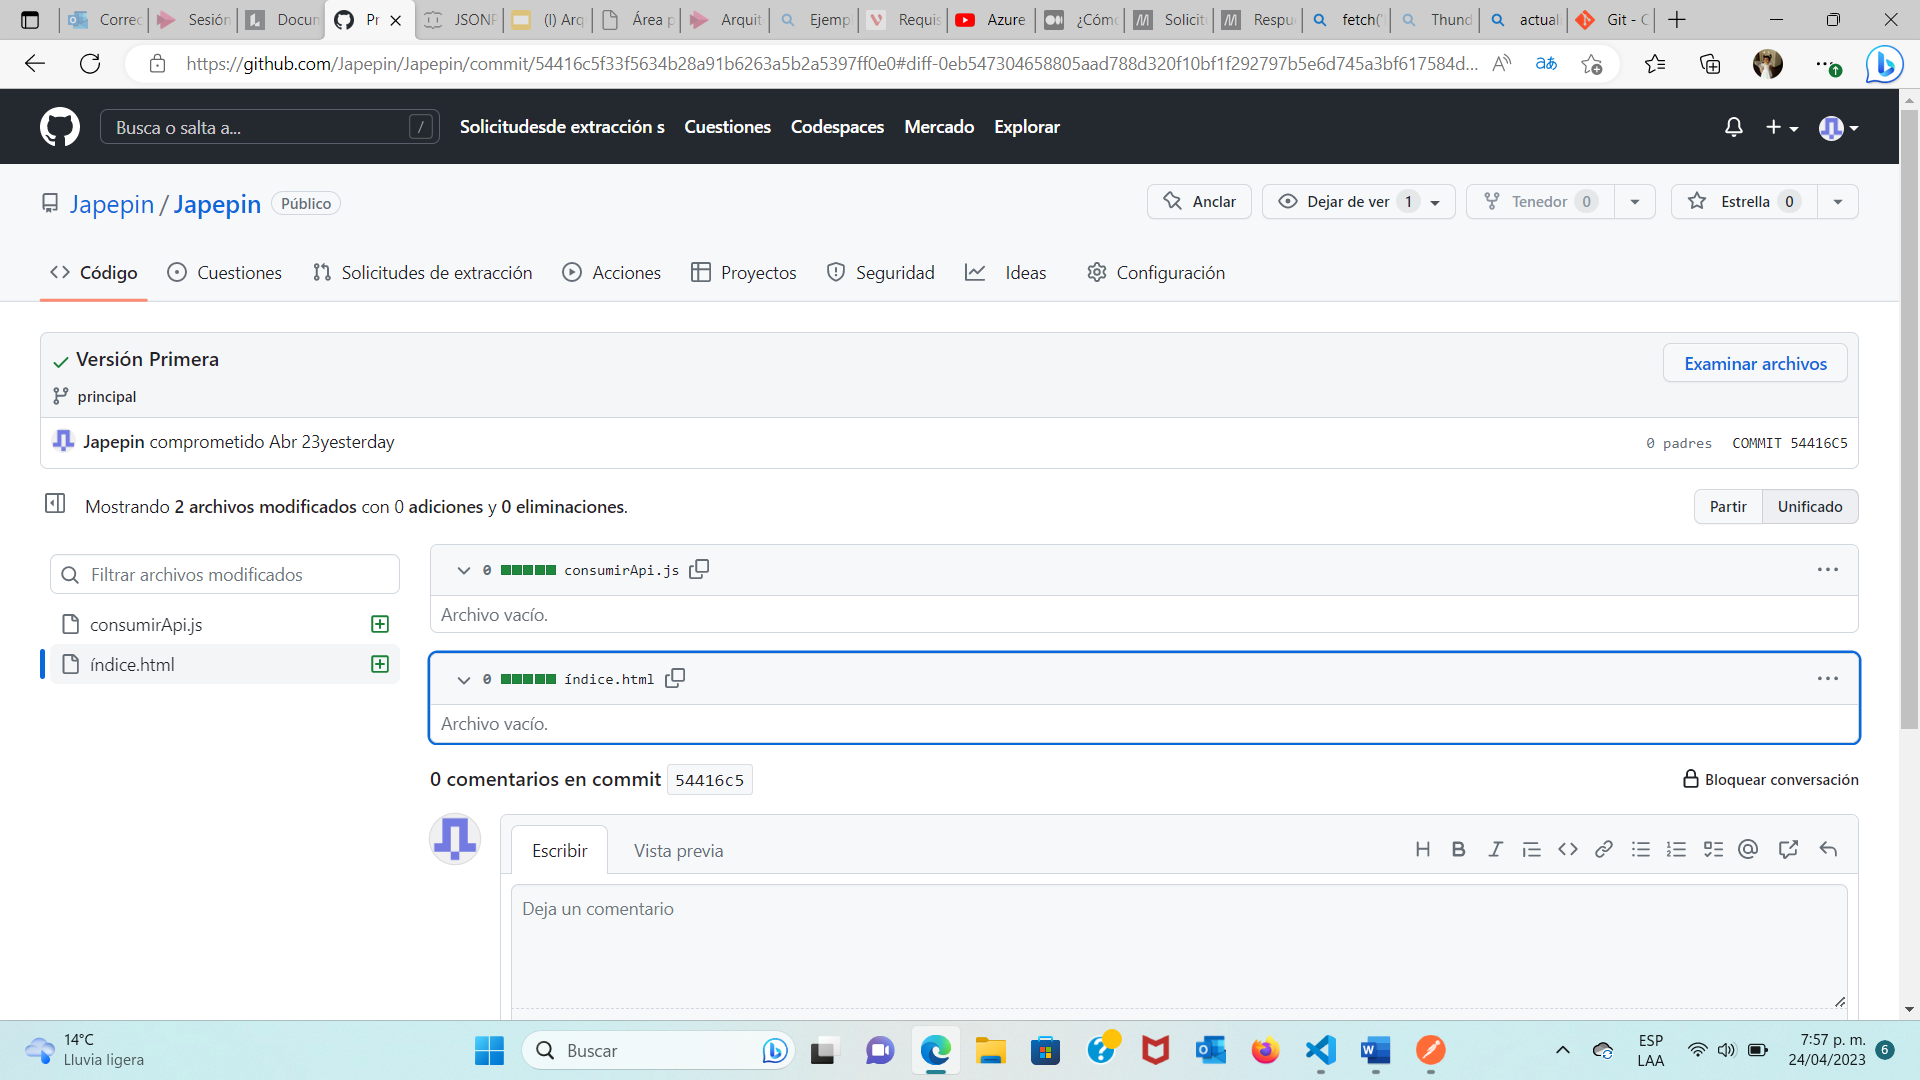 Correc
Sesión
Docum
Pr
JSONP
(I) Arq
Área p
Arquit
Ejemp
Requis
Azure
¿Cómo
Solicit
Respu
fetch('
Thund
actual
Git - C
https://github.com/Japepin/Japepin/commit/54416c5f33f5634b28a91b6263a5b2a5397ff0e0#diff-0eb547304658805aad788d320f10bf1f292797b5e6d745a3bf617584d...
Busca o salta a... /
Solicitudesde extracción s
Cuestiones
Codespaces
Mercado
Explorar
Japepin / Japepin
Público
Anclar
Dejar de ver 1
Tenedor 0
Estrella 0
Código
Cuestiones
Solicitudes de extracción
Acciones
Proyectos
Seguridad
Ideas
Configuración
Versión Primera
Examinar archivos
principal
Japepin comprometido Abr 23yesterday
0 padres COMMIT 54416C5
Mostrando 2 archivos modificados con 0 adiciones y 0 eliminaciones.
Partir
Unificado
Filtrar archivos modificados
consumirApi.js
índice.html
0 consumirApi.js
Archivo vacío.
0 índice.html
Archivo vacío.
0 comentarios en commit 54416c5
Bloquear conversación
Escribir
Vista previa
Deja un comentario
14°C
Lluvia ligera
Buscar
ESP
LAA
7:57 p. m.
24/04/2023
6